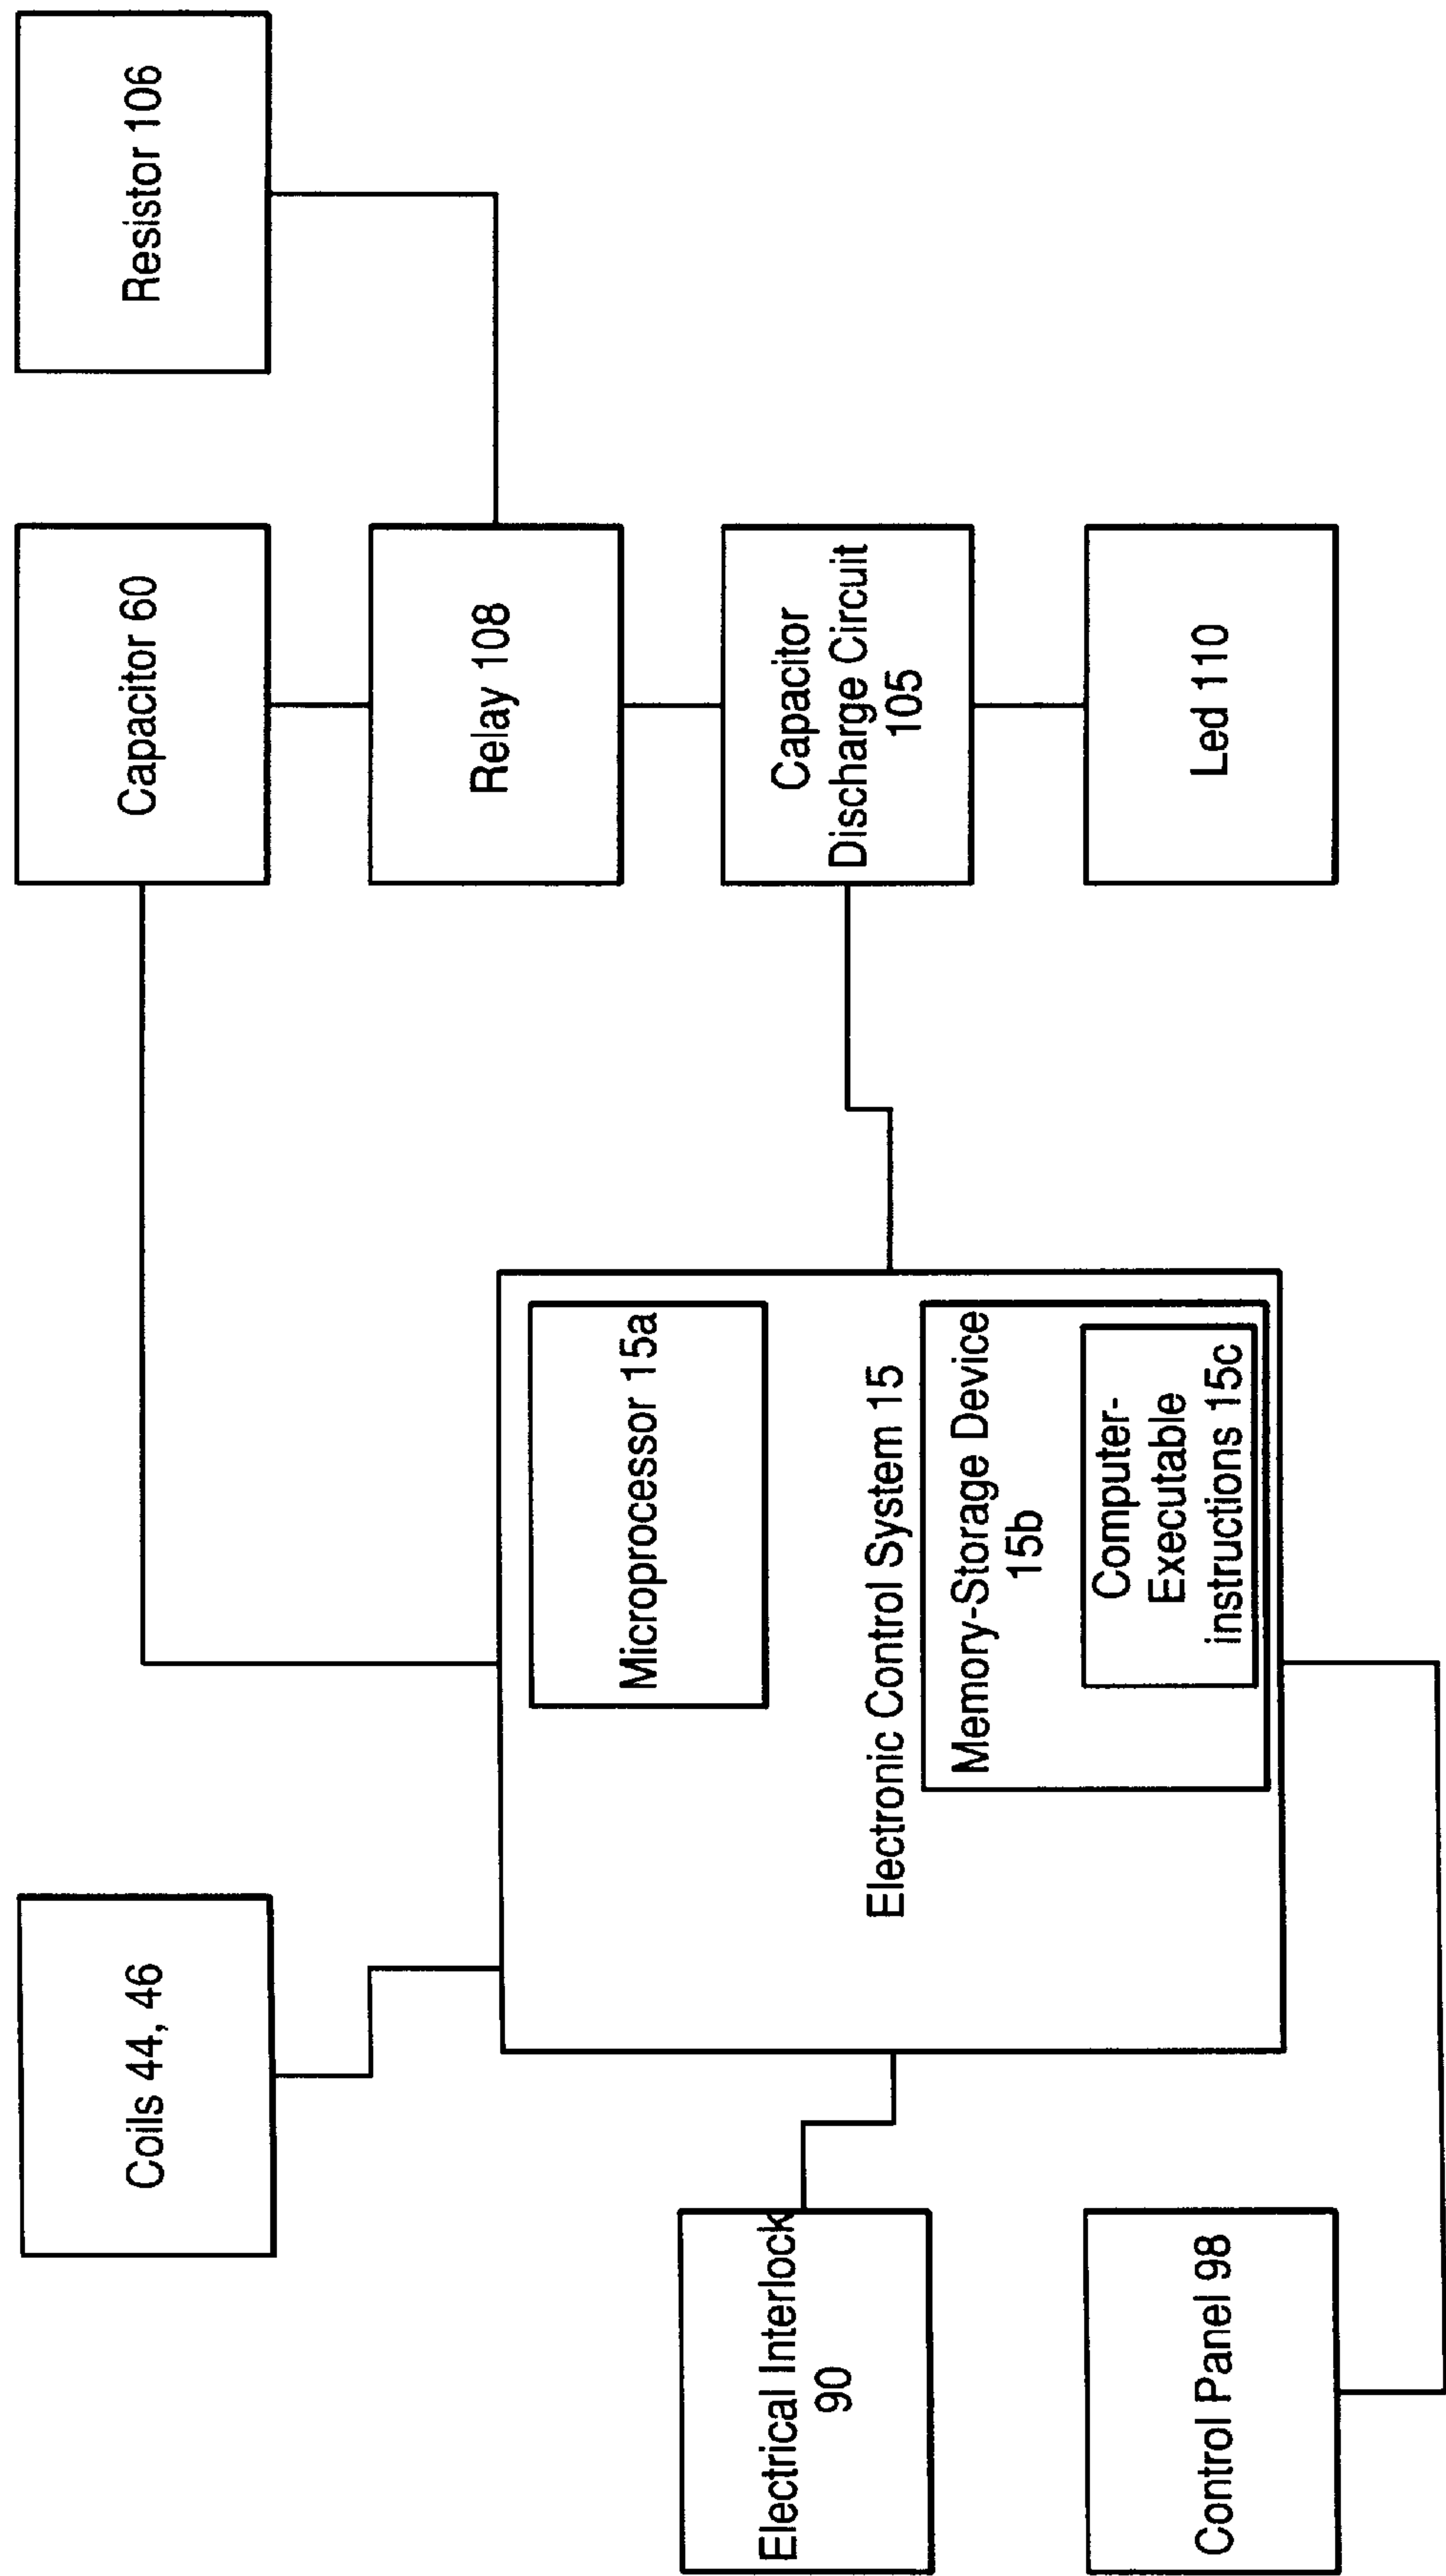 Coils 44, 46
Capacitor 60
Resistor 106
Microprocessor 15a
Relay 108
Electrical Interlock
90
Electronic Control System 15
Memory-Storage Device
15b
Computer-
Executable
instructions 15c
Capacitor
Discharge Circuit
105
Control Panel 98
Led 110